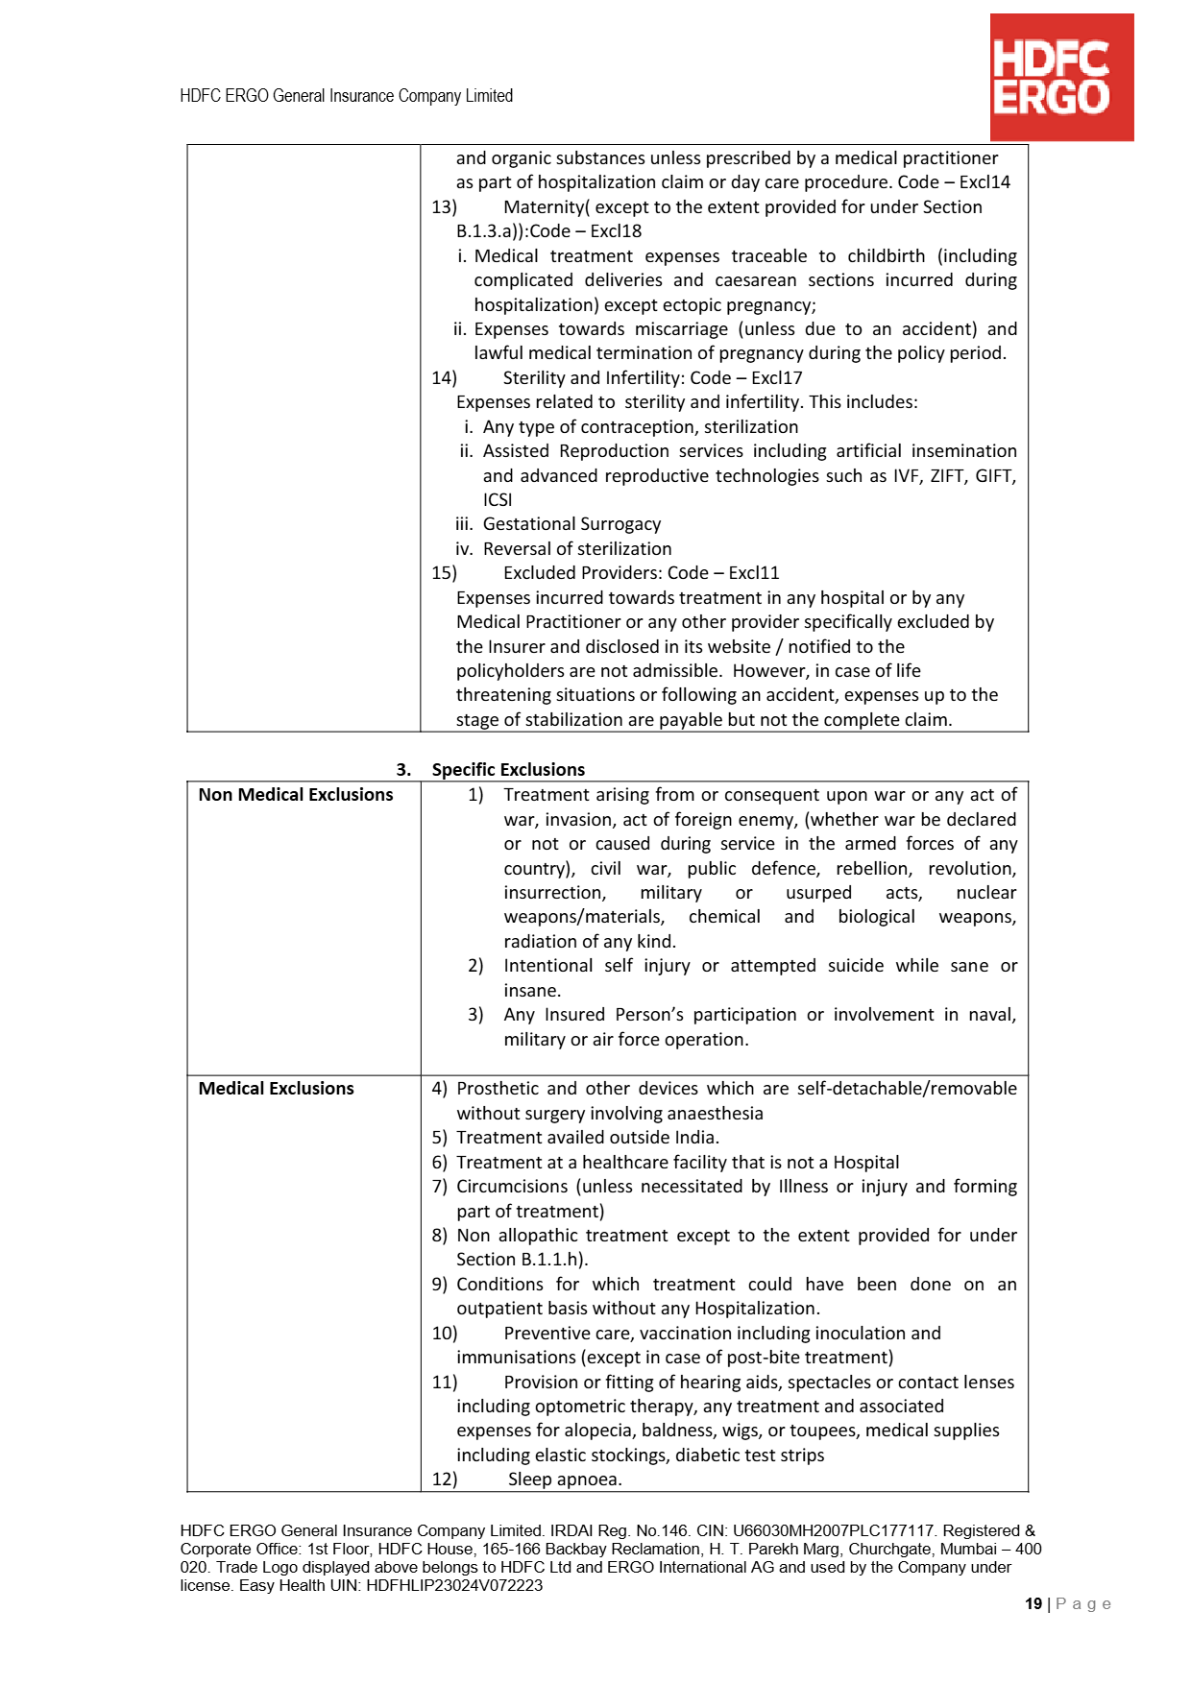 HDFC
ERGO
HDFC ERGO General Insurance Company Limited
and organic substances unless prescribed by a medical practitioner
as part of hospitalization claim or day care procedure. Code – Excl14
13) Maternity( except to the extent provided for under Section
B.1.3.a)):Code – Excl18
i. Medical treatment expenses traceable to childbirth (including
complicated deliveries and caesarean sections incurred during
hospitalization) except ectopic pregnancy;
ii. Expenses towards miscarriage (unless due to an accident) and
lawful medical termination of pregnancy during the policy period.
14) Sterility and Infertility: Code – Excl17
Expenses related to sterility and infertility. This includes:
i. Any type of contraception, sterilization
ii. Assisted Reproduction services including artificial insemination
and advanced reproductive technologies such as IVF, ZIFT, GIFT,
ICSI
iii. Gestational Surrogacy
iv. Reversal of sterilization
15) Excluded Providers: Code – Excl11
Expenses incurred towards treatment in any hospital or by any
Medical Practitioner or any other provider specifically excluded by
the Insurer and disclosed in its website / notified to the
policyholders are not admissible. However, in case of life
threatening situations or following an accident, expenses up to the
stage of stabilization are payable but not the complete claim.
3. Specific Exclusions
Non Medical Exclusions
1) Treatment arising from or consequent upon war or any act of
war, invasion, act of foreign enemy, (whether war be declared
or not or caused during service in the armed forces of any
country), civil war, public defence, rebellion, revolution,
insurrection, military or usurped acts, nuclear
weapons/materials, chemical and biological weapons,
radiation of any kind.
2) Intentional self injury or attempted suicide while sane or
insane.
3) Any Insured Person’s participation or involvement in naval,
military or air force operation.
Medical Exclusions
4) Prosthetic and other devices which are self-detachable/removable
without surgery involving anaesthesia
5) Treatment availed outside India.
6) Treatment at a healthcare facility that is not a Hospital
7) Circumcisions (unless necessitated by Illness or injury and forming
part of treatment)
8) Non allopathic treatment except to the extent provided for under
Section B.1.1.h).
9) Conditions for which treatment could have been done on an
outpatient basis without any Hospitalization.
10) Preventive care, vaccination including inoculation and
immunisations (except in case of post-bite treatment)
11) Provision or fitting of hearing aids, spectacles or contact lenses
including optometric therapy, any treatment and associated
expenses for alopecia, baldness, wigs, or toupees, medical supplies
including elastic stockings, diabetic test strips
12) Sleep apnoea.
HDFC ERGO General Insurance Company Limited. IRDAI Reg. No.146. CIN: U66030MH2007PLC177117. Registered &
Corporate Office: 1st Floor, HDFC House, 165-166 Backbay Reclamation, H. T. Parekh Marg, Churchgate, Mumbai – 400
020. Trade Logo displayed above belongs to HDFC Ltd and ERGO International AG and used by the Company under
license. Easy Health UIN: HDFHLIP23024V072223
19 | Page